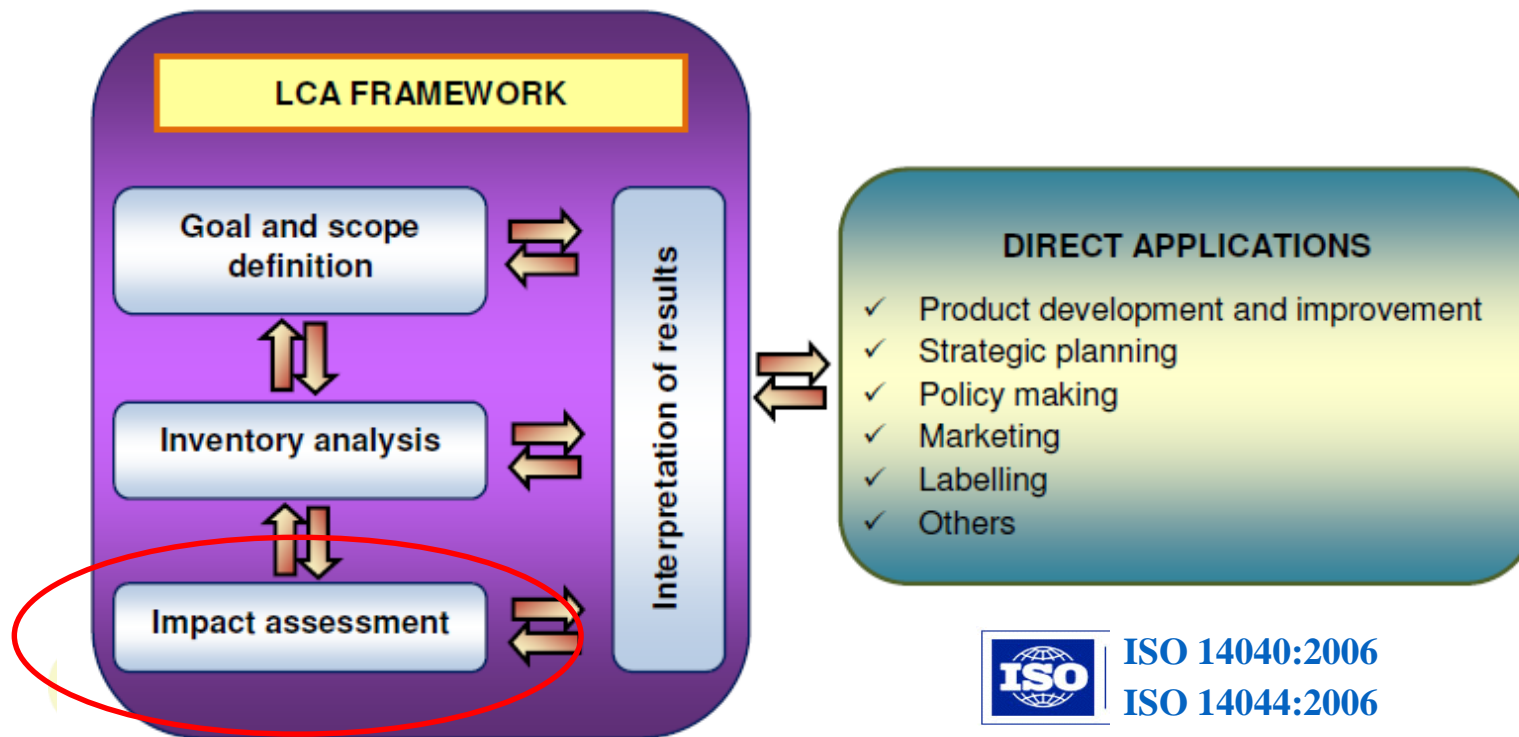 LCA FRAMEWORK
Goal and scope
definition
Inventory analysis
Impact assessment
Interpretation of results
DIRECT APPLICATIONS
✓ Product development and improvement
✓ Strategic planning
✓ Policy making
✓ Marketing
✓ Labelling
✓ Others
ISO
ISO 14040:2006
ISO 14044:2006